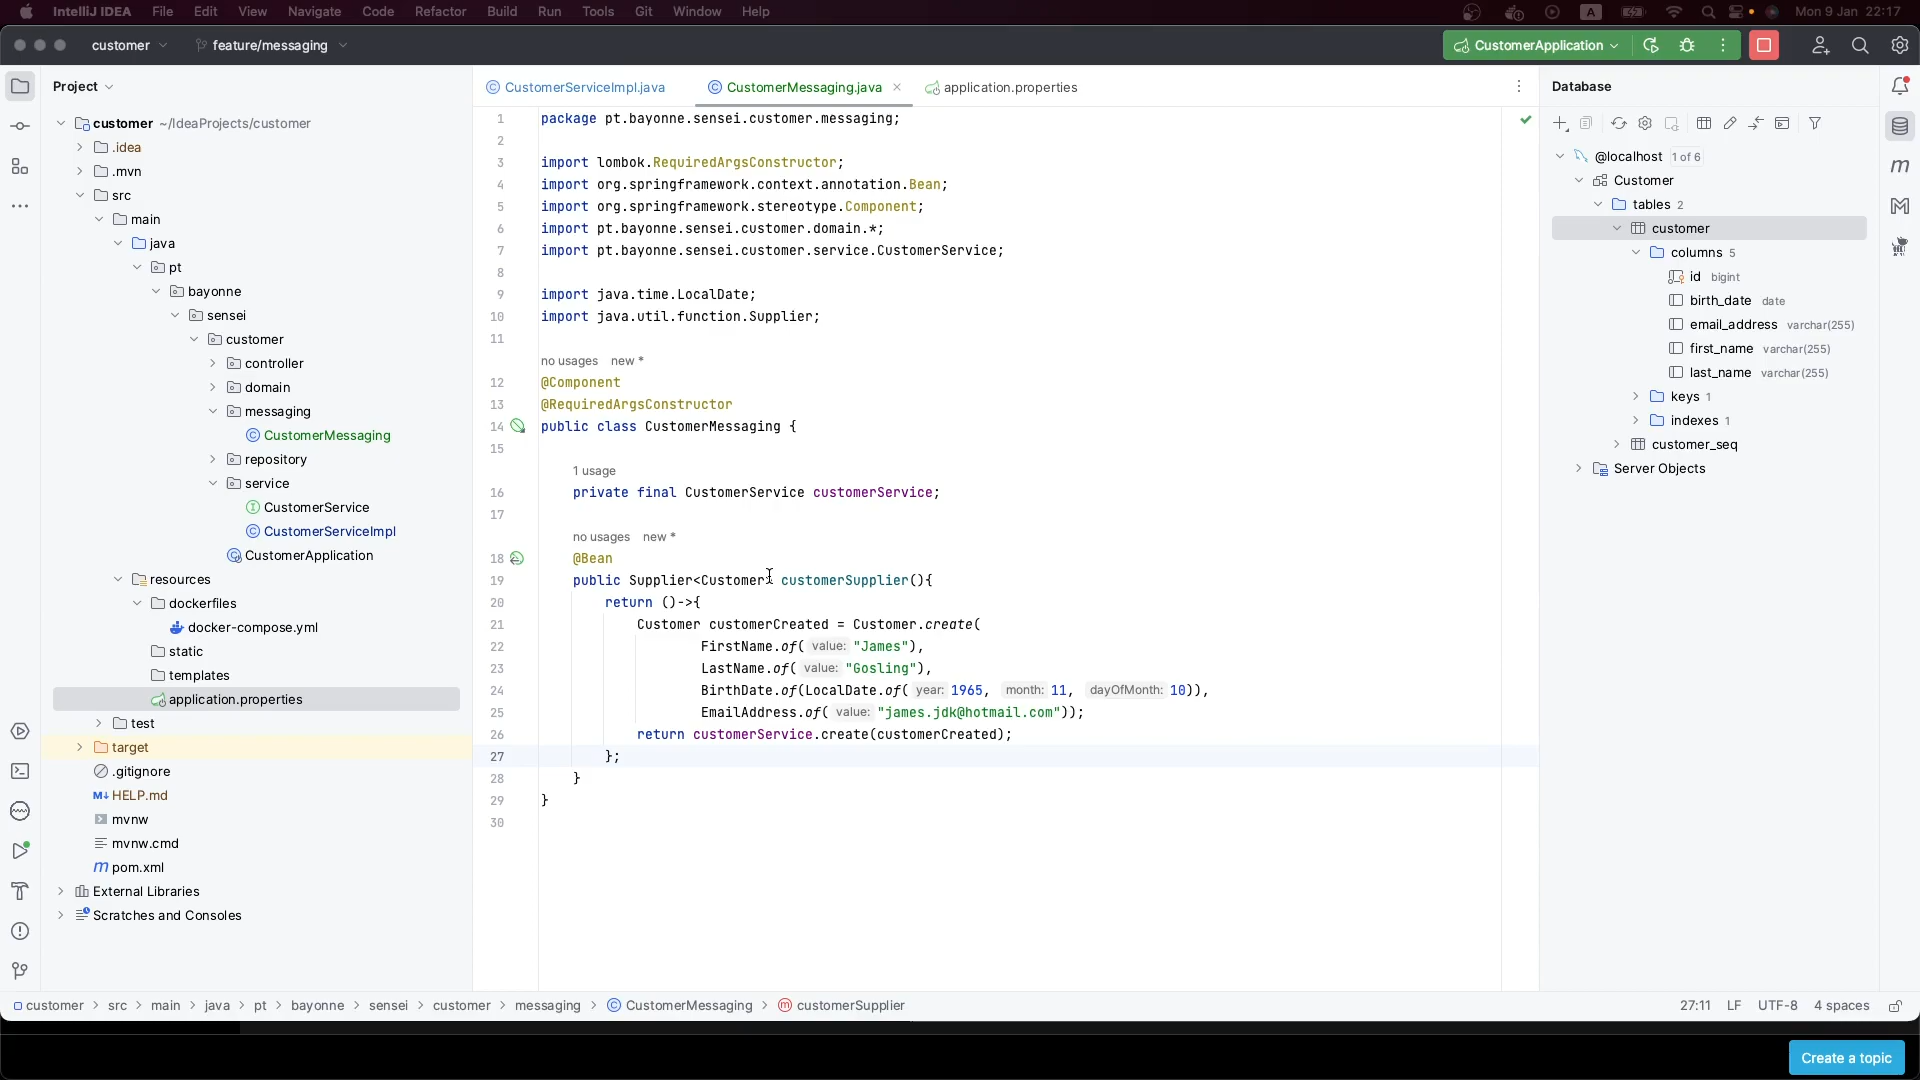 IntelliJ IDEA File Edit View Navigate Code Refactor Build Run Tools Git Window Help A Mon 9 Jan 22:17
customer feature/messaging CustomerApplication
Project
customer ~/IdeaProjects/customer
.idea
.mvn
src
main
java
pt
bayonne
sensei
customer
controller
domain
messaging
CustomerMessaging
repository
service
CustomerService
CustomerServiceImpl
CustomerApplication
resources
dockerfiles
docker-compose.yml
static
templates
application.properties
test
target
.gitignore
HELP.md
mvnw
mvnw.cmd
pom.xml
External Libraries
Scratches and Consoles
CustomerServiceImpl.java CustomerMessaging.java application.properties
1 package pt.bayonne.sensei.customer.messaging;
2
3 import lombok.RequiredArgsConstructor;
4 import org.springframework.context.annotation.Bean;
5 import org.springframework.stereotype.Component;
6 import pt.bayonne.sensei.customer.domain.*;
7 import pt.bayonne.sensei.customer.service.CustomerService;
8
9 import java.time.LocalDate;
10 import java.util.function.Supplier;
11
no usages new *
12 @Component
13 @RequiredArgsConstructor
14 public class CustomerMessaging {
15
1 usage
16 private final CustomerService customerService;
17
no usages new *
18 @Bean
19 public Supplier<Customer> customerSupplier(){
20 return ()->{
21 Customer customerCreated = Customer.create(
22 FirstName.of( value: "James"),
23 LastName.of( value: "Gosling"),
24 BirthDate.of(LocalDate.of( year: 1965, month: 11, dayOfMonth: 10)),
25 EmailAddress.of( value: "james.jdk@hotmail.com"));
26 return customerService.create(customerCreated);
27 };
28 }
29 }
30
Database
@localhost 1 of 6
Customer
tables 2
customer
columns 5
id bigint
birth_date date
email_address varchar(255)
first_name varchar(255)
last_name varchar(255)
keys 1
indexes 1
customer_seq
Server Objects
customer > src > main > java > pt > bayonne > sensei > customer > messaging > CustomerMessaging > customerSupplier 27:11 LF UTF-8 4 spaces
Create a topic